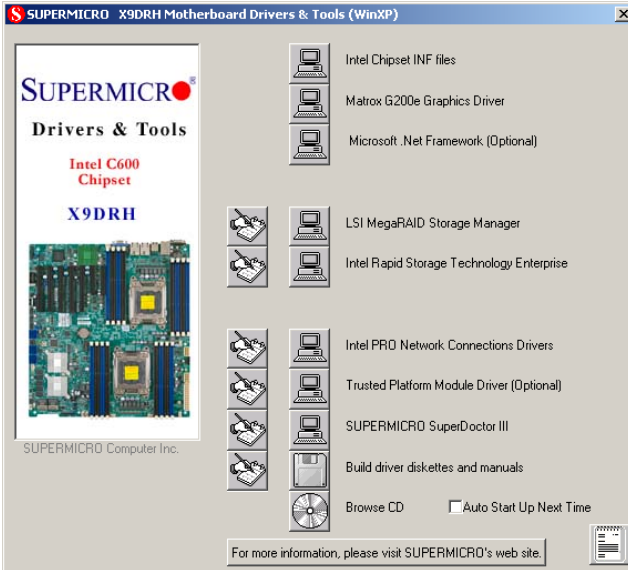 SUPERMICRO X9DRH Motherboard Drivers & Tools (WinXP)
SUPERMICRO®
Drivers & Tools
Intel C600
Chipset
X9DRH
SUPERMICRO Computer Inc.
Intel Chipset INF files
Matrox G200e Graphics Driver
Microsoft .Net Framework (Optional)
LSI MegaRAID Storage Manager
Intel Rapid Storage Technology Enterprise
Intel PRO Network Connections Drivers
Trusted Platform Module Driver (Optional)
SUPERMICRO SuperDoctor III
Build driver diskettes and manuals
Browse CD
Auto Start Up Next Time
For more information, please visit SUPERMICRO's web site.